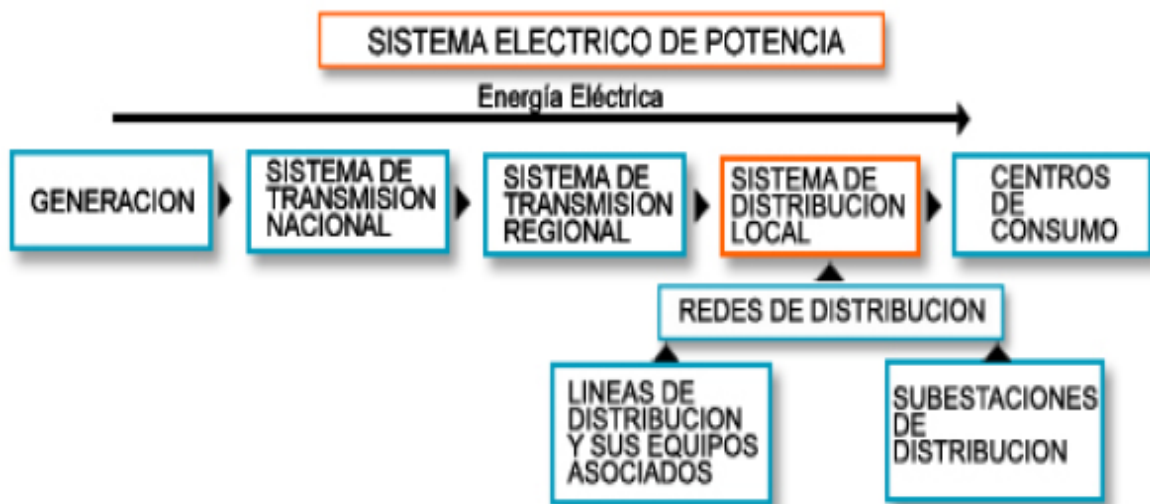 SISTEMA ELECTRICO DE POTENCIA
Energía Eléctrica
GENERACION
SISTEMA DE
TRANSMISION
NACIONAL
SISTEMA DE
TRANSMISION
REGIONAL
SISTEMA DE
DISTRIBUCION
LOCAL
CENTROS
DE
CONSUMO
REDES DE DISTRIBUCION
LINEAS DE
DISTRIBUCION
Y SUS EQUIPOS
ASOCIADOS
SUBESTACIONES
DE
DISTRIBUCION